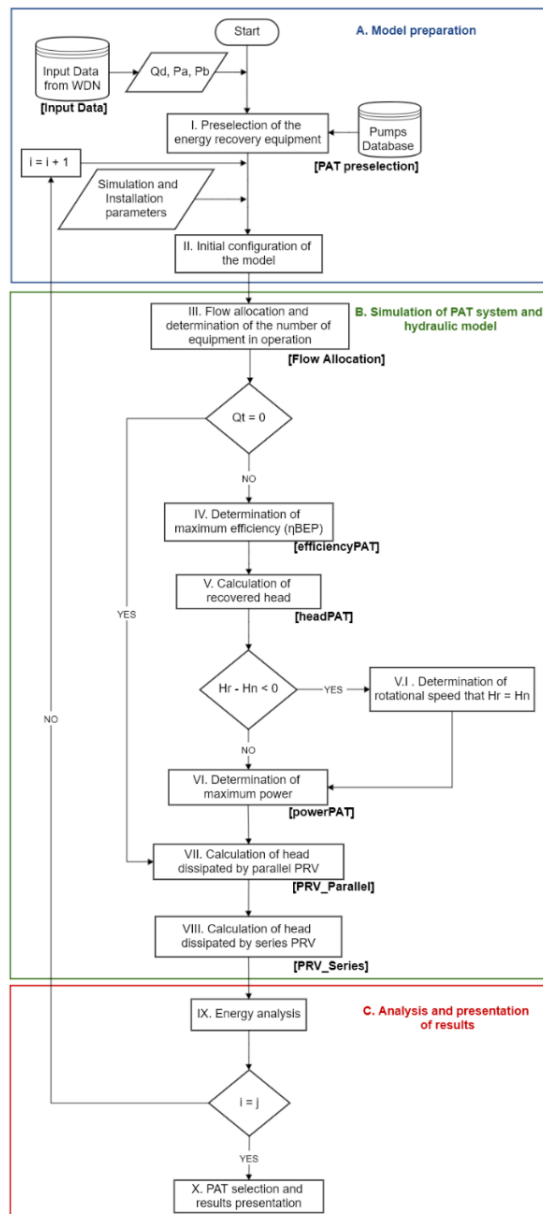 A. Model preparation
Start
Input Data
from WDN
[Input Data]
Qd, Pa, Pb
I. Preselection of the
energy recovery equipment
[PAT preselection]
Pumps
Database
i = i + 1
Simulation and
Installation
parameters
II. Initial configuration of
the model
B. Simulation of PAT system and
hydraulic model
III. Flow allocation and
determination of the number of
equipment in operation
[Flow Allocation]
Qt = 0
NO
YES
IV. Determination of
maximum efficiency (ηBEP)
[efficiencyPAT]
V. Calculation of
recovered head
[headPAT]
Hr - Hn < 0
YES
V.I . Determination of
rotational speed that Hr = Hn
NO
NO
VI. Determination of
maximum power
[powerPAT]
VII. Calculation of head
dissipated by parallel PRV
[PRV_Parallel]
VIII. Calculation of head
dissipated by series PRV
[PRV_Series]
C. Analysis and presentation
of results
IX. Energy analysis
i = j
YES
X. PAT selection and
results presentation